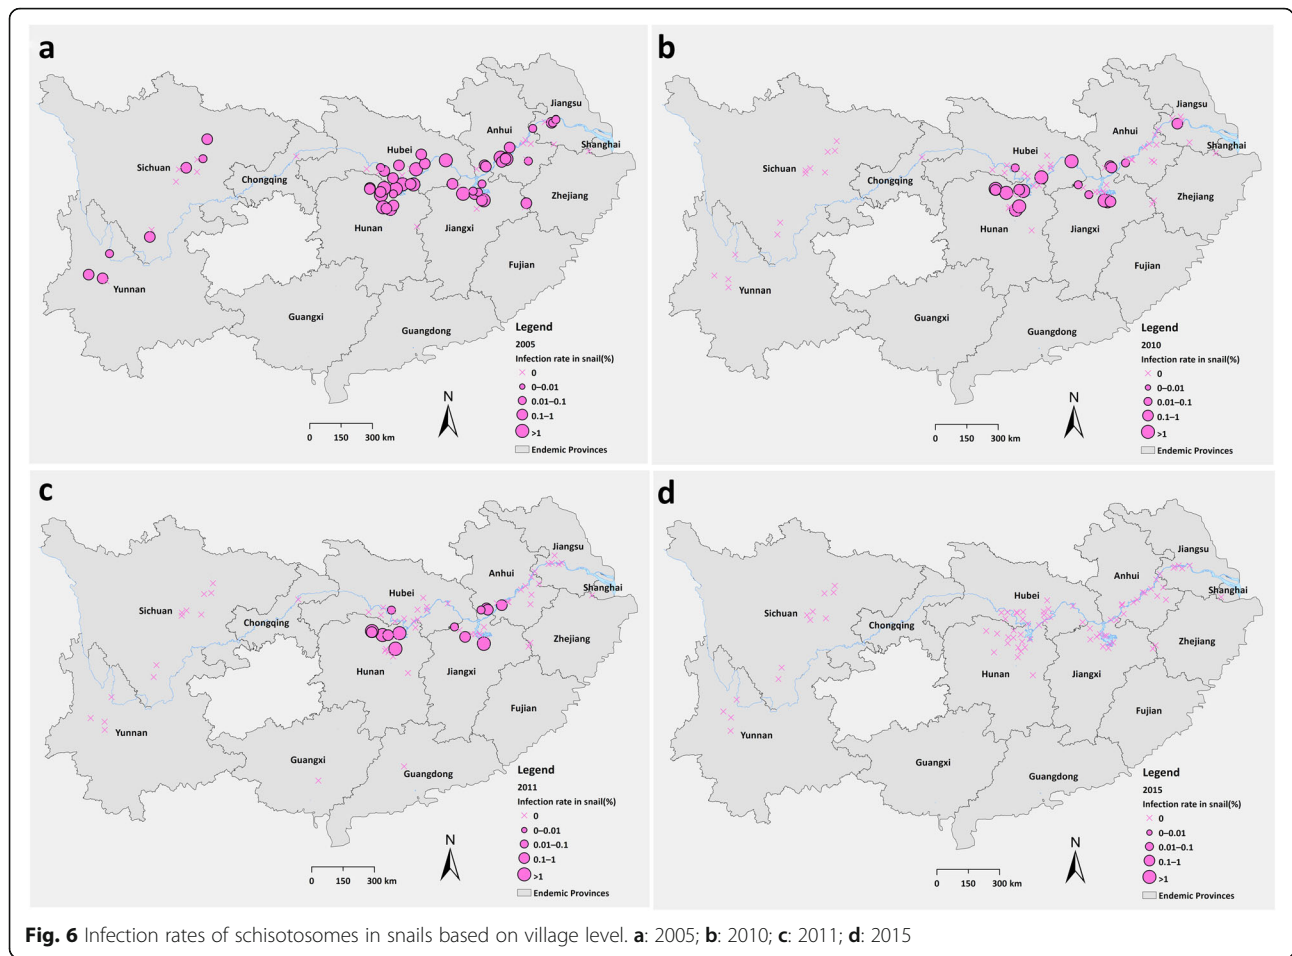 a
Jiangsu
Anhui
Hubei
Shanghai
Sichuan
Chongqing
Zhejiang
Hunan
Jiangxi
Fujian
Yunnan
Guangxi
Guangdong
Legend
2005
Infection rate in snail(%)
0
0–0.01
0.01–0.1
0.1–1
>1
Endemic Provinces
N
0 150 300 km
b
Jiangsu
Anhui
Hubei
Shanghai
Sichuan
Chongqing
Zhejiang
Hunan
Jiangxi
Fujian
Yunnan
Guangxi
Guangdong
Legend
2010
Infection rate in snail(%)
0
0–0.01
0.01–0.1
0.1–1
>1
Endemic Provinces
N
0 150 300 km
c
Jiangsu
Anhui
Shanghai
Hubei
Sichuan
Chongqing
Zhejiang
Hunan
Jiangxi
Fujian
Yunnan
Guangxi
Guangdong
Legend
2011
Infection rate in snail(%)
0
0–0.01
0.01–0.1
0.1–1
>1
Endemic Provinces
N
0 150 300 km
d
Jiangsu
Anhui
Shanghai
Hubei
Sichuan
Chongqing
Zhejiang
Hunan
Jiangxi
Fujian
Yunnan
Guangxi
Guangdong
Legend
2015
Infection rate in snail(%)
0
0–0.01
0.01–0.1
0.1–1
>1
Endemic Provinces
N
0 150 300 km
Fig. 6 Infection rates of schisotosomes in snails based on village level. a: 2005; b: 2010; c: 2011; d: 2015